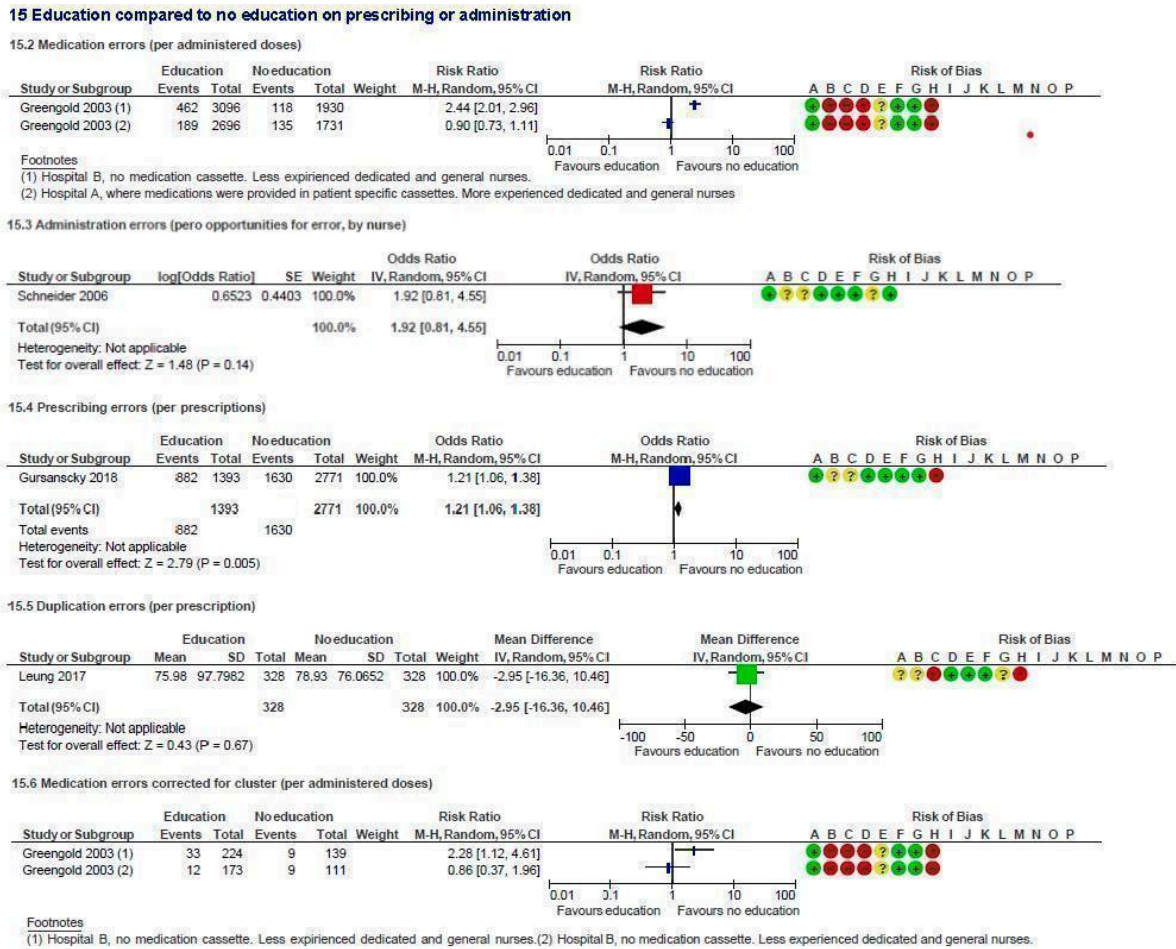 15 Education compared to no education on prescribing or administration
15.2 Medication errors (per administered doses)
Education No education Risk Ratio Risk Ratio Risk of Bias
Study or Subgroup Events Total Events Total Weight M-H, Random, 95% CI M-H, Random, 95% CI A B C D E F G H I J K L M N O P
Greengold 2003 (1) 462 3096 118 1930 2.44 [2.01, 2.96] + − − − ? + + −
Greengold 2003 (2) 189 2696 135 1731 0.90 [0.73, 1.11] + − − − ? + + −
0.01 0.1 1 10 100
Favours education Favours no education
Footnotes
(1) Hospital B, no medication cassette. Less expirienced dedicated and general nurses.
(2) Hospital A, where medications were provided in patient specific cassettes. More experienced dedicated and general nurses
15.3 Administration errors (pero opportunities for error, by nurse)
Odds Ratio Odds Ratio Risk of Bias
Study or Subgroup log[Odds Ratio] SE Weight IV, Random, 95% CI IV, Random, 95% CI A B C D E F G H I J K L M N O P
Schneider 2006 0.6523 0.4403 100.0% 1.92 [0.81, 4.55] + ? ? + + + ? +
Total (95% CI) 100.0% 1.92 [0.81, 4.55]
Heterogeneity: Not applicable
Test for overall effect: Z = 1.48 (P = 0.14)
0.01 0.1 1 10 100
Favours education Favours no education
15.4 Prescribing errors (per prescriptions)
Education No education Odds Ratio Odds Ratio Risk of Bias
Study or Subgroup Events Total Events Total Weight M-H, Random, 95% CI M-H, Random, 95% CI A B C D E F G H I J K L M N O P
Gursanscky 2018 882 1393 1630 2771 100.0% 1.21 [1.06, 1.38] + ? ? + + + + −
Total (95% CI) 1393 2771 100.0% 1.21 [1.06, 1.38]
Total events 882 1630
Heterogeneity: Not applicable
Test for overall effect: Z = 2.79 (P = 0.005)
0.01 0.1 1 10 100
Favours education Favours no education
15.5 Duplication errors (per prescription)
Education No education Mean Difference Mean Difference Risk of Bias
Study or Subgroup Mean SD Total Mean SD Total Weight IV, Random, 95% CI IV, Random, 95% CI A B C D E F G H I J K L M N O P
Leung 2017 75.98 97.7982 328 78.93 76.0652 328 100.0% -2.95 [-16.36, 10.46] ? ? − + + + ? −
Total (95% CI) 328 328 100.0% -2.95 [-16.36, 10.46]
Heterogeneity: Not applicable
Test for overall effect: Z = 0.43 (P = 0.67)
-100 -50 0 50 100
Favours education Favours no education
15.6 Medication errors corrected for cluster (per administered doses)
Education No education Risk Ratio Risk Ratio Risk of Bias
Study or Subgroup Events Total Events Total Weight M-H, Random, 95% CI M-H, Random, 95% CI A B C D E F G H I J K L M N O P
Greengold 2003 (1) 33 224 9 139 2.28 [1.12, 4.61] + − − − ? + + −
Greengold 2003 (2) 12 173 9 111 0.86 [0.37, 1.96] + − − − ? + + −
0.01 0.1 1 10 100
Favours education Favours no education
Footnotes
(1) Hospital B, no medication cassette. Less expirienced dedicated and general nurses.(2) Hospital B, no medication cassette. Less experienced dedicated and general nurses.